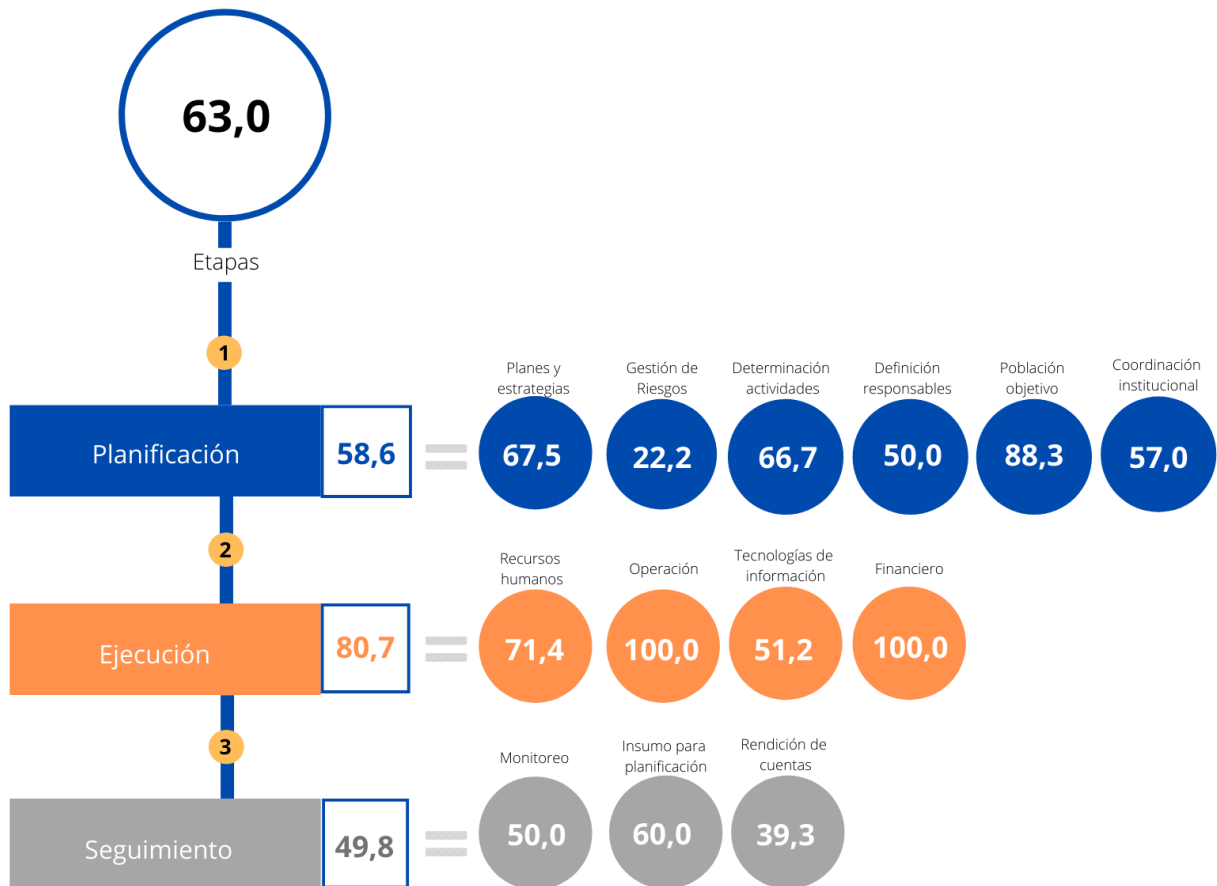 63,0
Etapas
1
Planificación
58,6
Planes y
estrategias
67,5
Gestión de
Riesgos
22,2
Determinación
actividades
66,7
Definición
responsables
50,0
Población
objetivo
88,3
Coordinación
institucional
57,0
2
Ejecución
80,7
Recursos
humanos
71,4
Operación
100,0
Tecnologías de
información
51,2
Financiero
100,0
3
Seguimiento
49,8
Monitoreo
50,0
Insumo para
planificación
60,0
Rendición de
cuentas
39,3